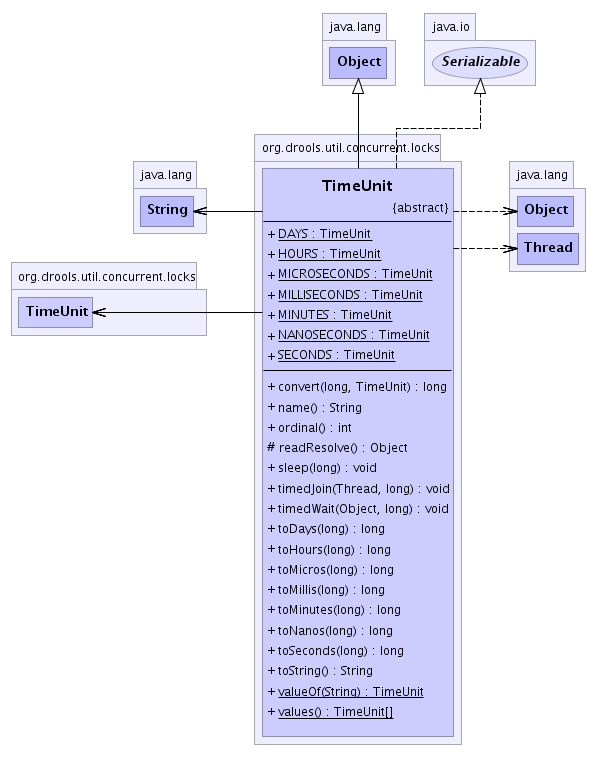 java.lang
Object
java.io
Serializable
org.drools.util.concurrent.locks
TimeUnit
{abstract}
+ DAYS : TimeUnit
+ HOURS : TimeUnit
+ MICROSECONDS : TimeUnit
+ MILLISECONDS : TimeUnit
+ MINUTES : TimeUnit
+ NANOSECONDS : TimeUnit
+ SECONDS : TimeUnit
+ convert(long, TimeUnit) : long
+ name() : String
+ ordinal() : int
# readResolve() : Object
+ sleep(long) : void
+ timedJoin(Thread, long) : void
+ timedWait(Object, long) : void
+ toDays(long) : long
+ toHours(long) : long
+ toMicros(long) : long
+ toMillis(long) : long
+ toMinutes(long) : long
+ toNanos(long) : long
+ toSeconds(long) : long
+ toString() : String
+ valueOf(String) : TimeUnit
+ values() : TimeUnit[]
java.lang
String
org.drools.util.concurrent.locks
TimeUnit
java.lang
Object
Thread